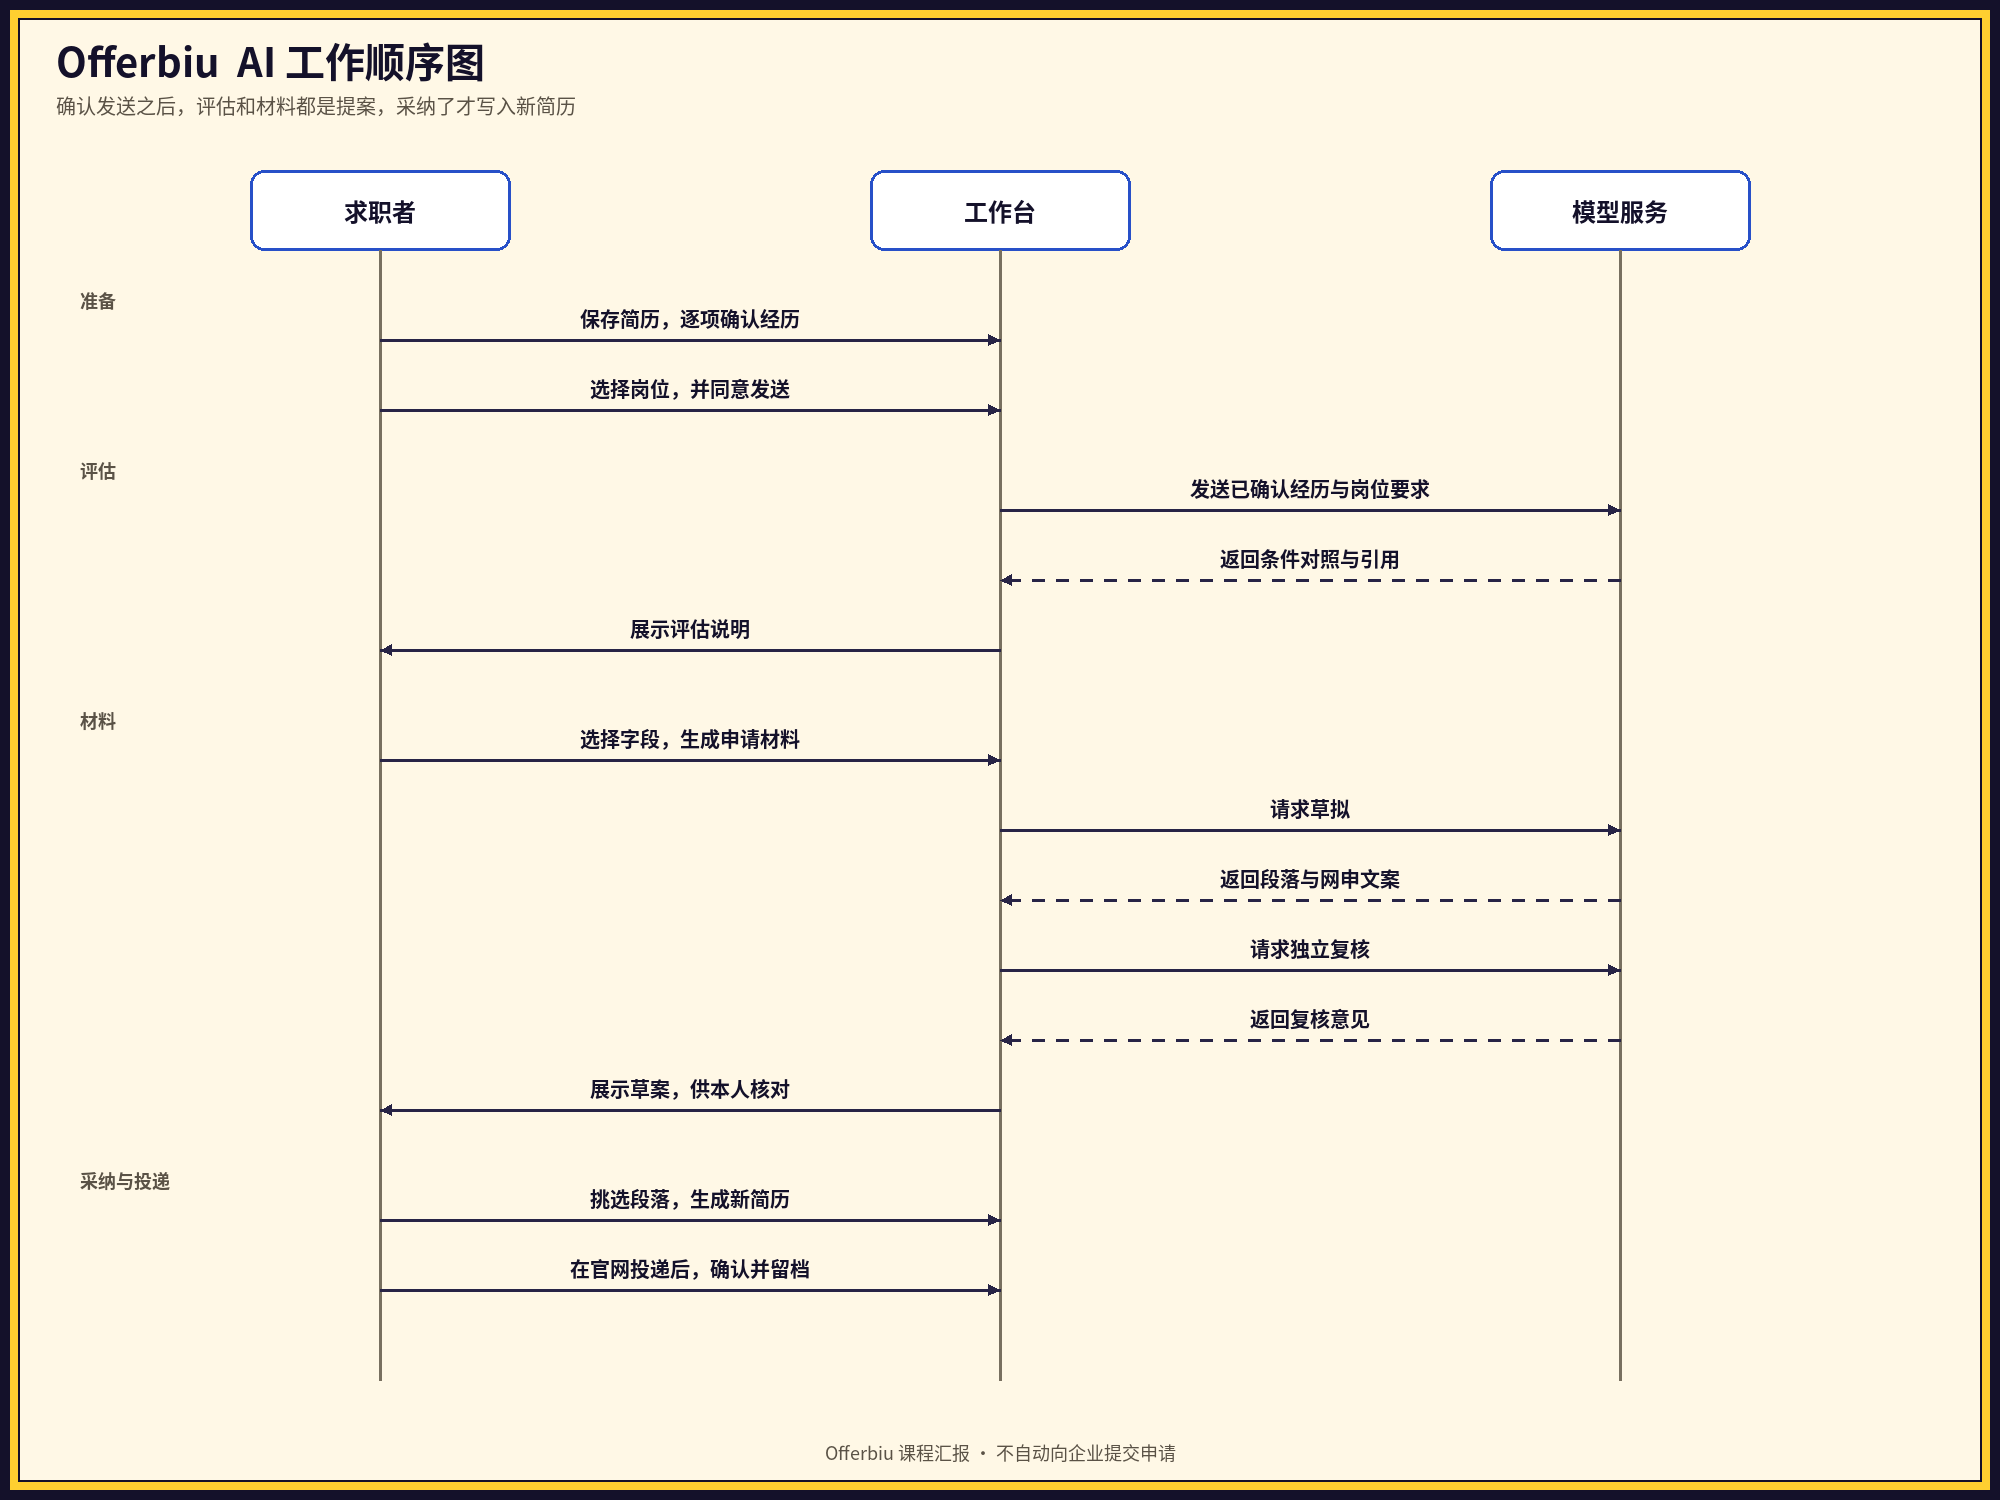 Offerbiu AI 工作顺序图
确认发送之后，评估和材料都是提案，采纳了才写入新简历
求职者
工作台
模型服务
准备
保存简历，逐项确认经历
选择岗位，并同意发送
评估
发送已确认经历与岗位要求
返回条件对照与引用
展示评估说明
材料
选择字段，生成申请材料
请求草拟
返回段落与网申文案
请求独立复核
返回复核意见
展示草案，供本人核对
采纳与投递
挑选段落，生成新简历
在官网投递后，确认并留档
Offerbiu 课程汇报 · 不自动向企业提交申请